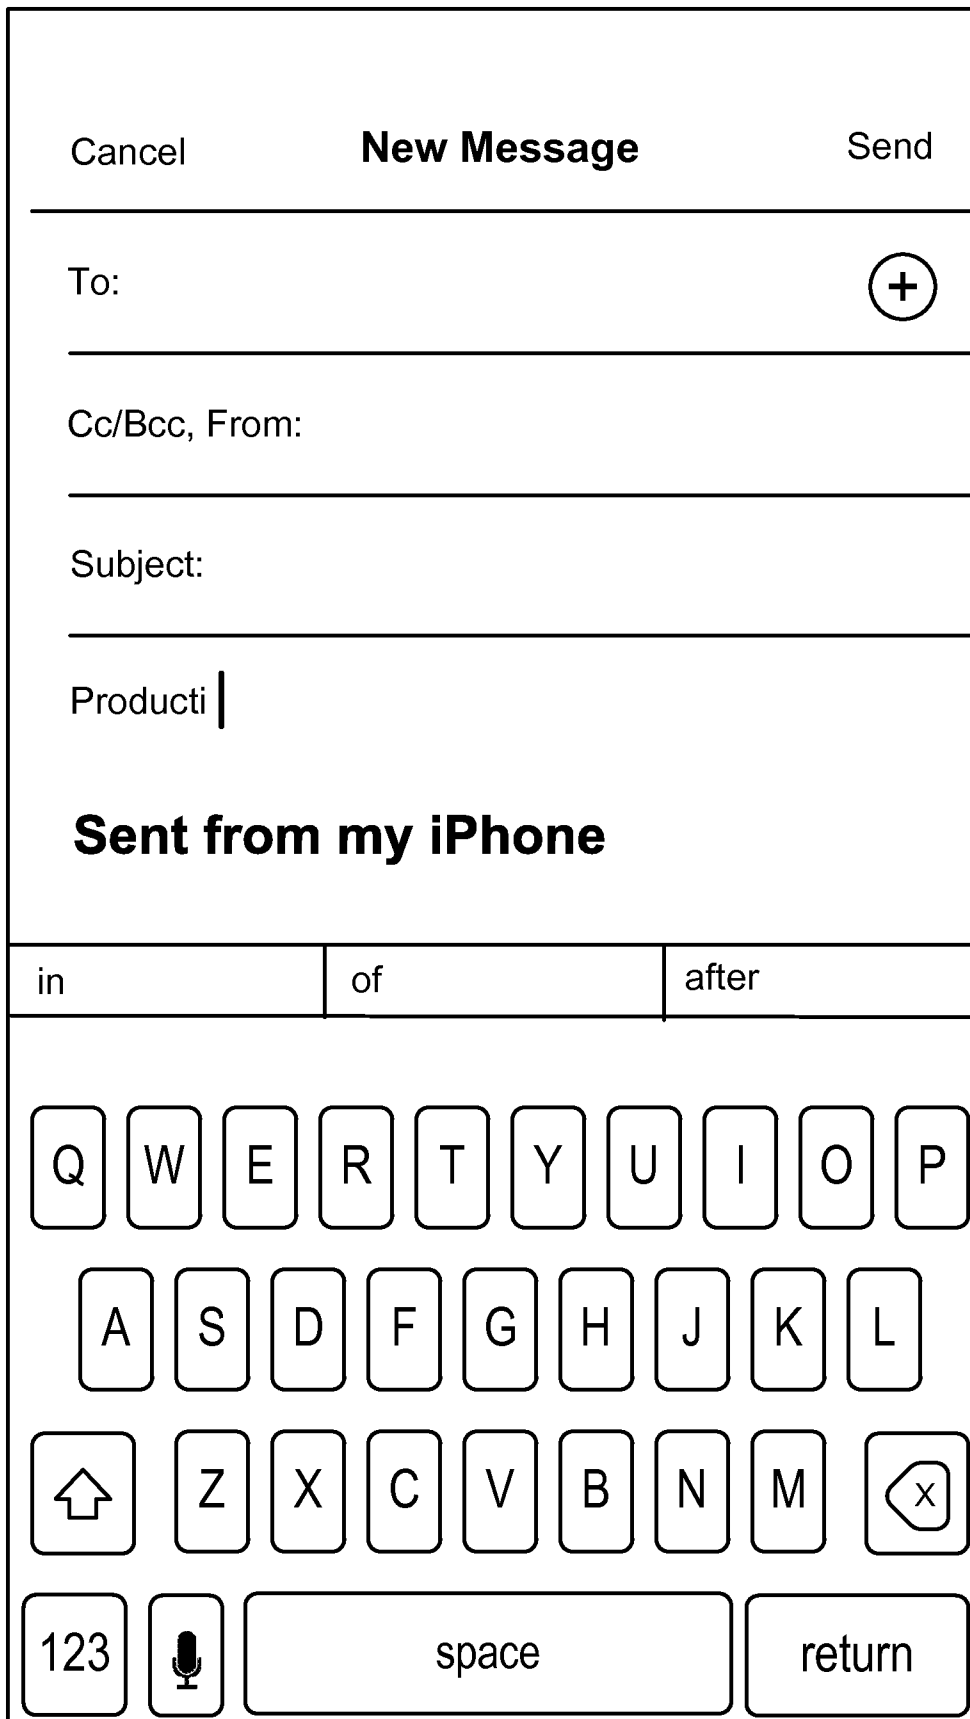 Cancel New Message Send
To: +
Cc/Bcc, From:
Subject:
Producti
Sent from my iPhone
in of after
Q W E R T Y U I O P
A S D F G H J K L
Z X C V B N M X
123 space return